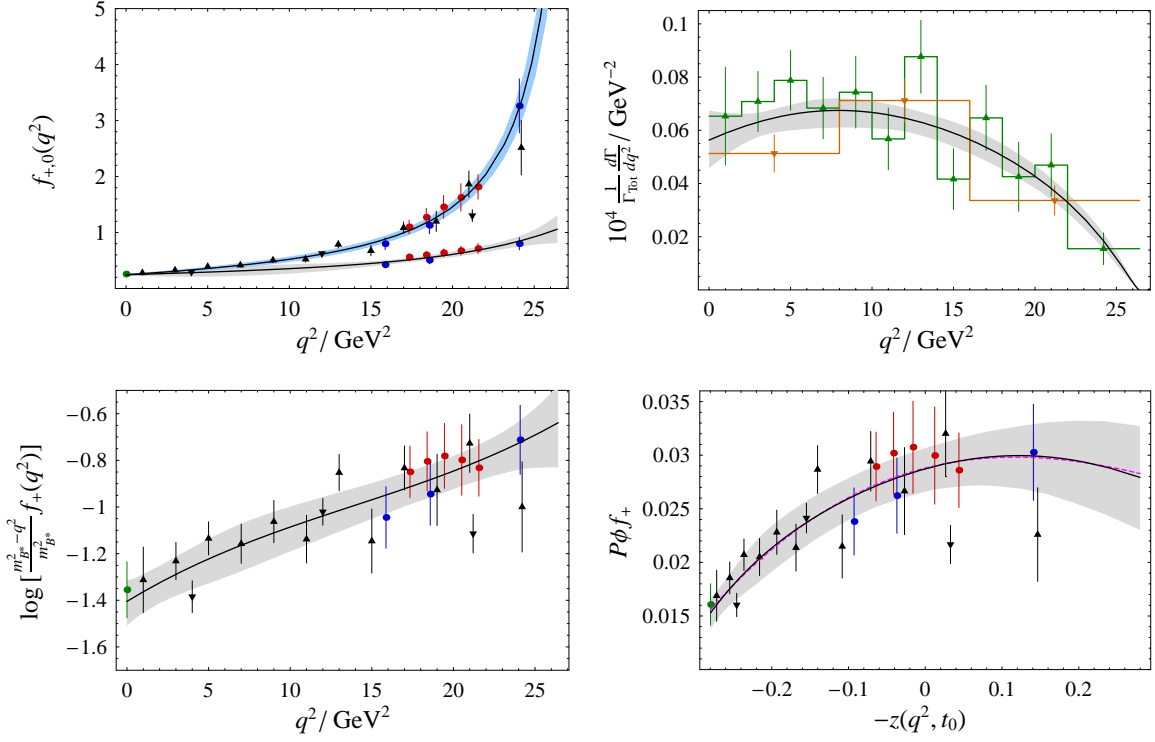 5
4
3
2
1
f+,0(q²)
0 5 10 15 20 25
q² / GeV²
0.1
0.08
0.06
0.04
0.02
10⁴ 1/Γ_Tot dΓ/dq² / GeV⁻²
0 5 10 15 20 25
q² / GeV²
−0.6
−0.8
−1
−1.2
−1.4
−1.6
log [ (m²_B* − q²)/m²_B* f+(q²)]
0 5 10 15 20 25
q² / GeV²
0.035
0.03
0.025
0.02
0.015
Pϕf+
−0.2 −0.1 0 0.1 0.2
−z(q², t₀)